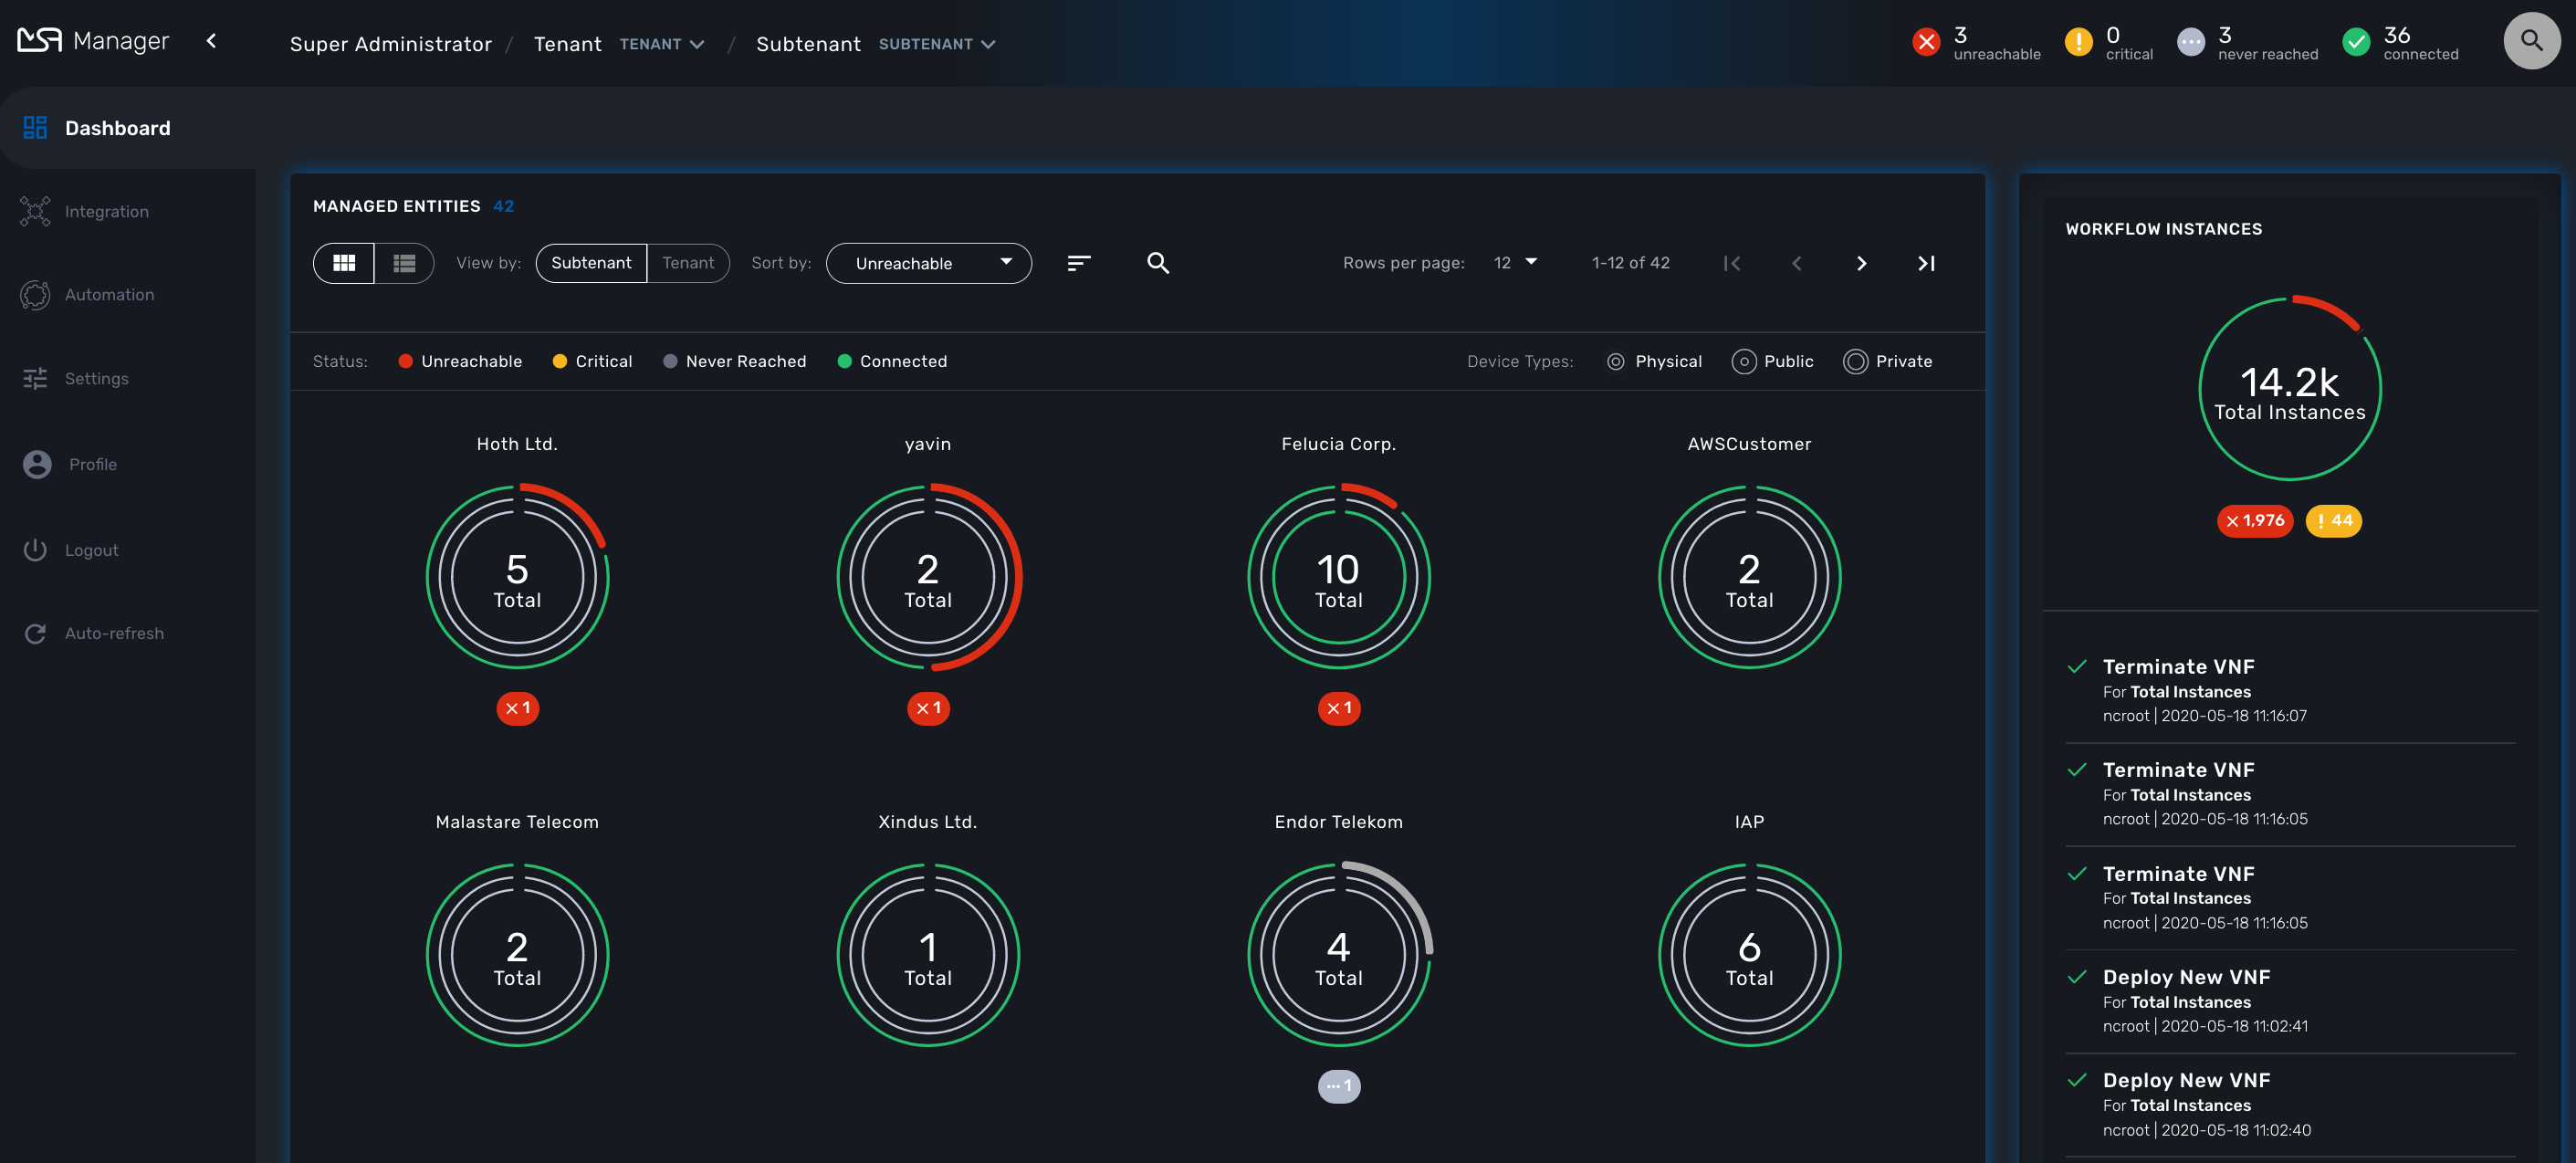 MSA Manager
Super Administrator / Tenant TENANT / Subtenant SUBTENANT
3 unreachable
0 critical
3 never reached
36 connected
Dashboard
Integration
Automation
Settings
Profile
Logout
Auto-refresh
MANAGED ENTITIES 42
View by: Subtenant Tenant Sort by: Unreachable Rows per page: 12 1-12 of 42
Status: Unreachable Critical Never Reached Connected Device Types: Physical Public Private
Hoth Ltd.
5
Total
1
yavin
2
Total
1
Felucia Corp.
10
Total
1
AWSCustomer
2
Total
Malastare Telecom
2
Total
Xindus Ltd.
1
Total
Endor Telekom
4
Total
1
IAP
6
Total
WORKFLOW INSTANCES
14.2k
Total Instances
1,976 ! 44
Terminate VNF
For Total Instances
ncroot | 2020-05-18 11:16:07
Terminate VNF
For Total Instances
ncroot | 2020-05-18 11:16:05
Terminate VNF
For Total Instances
ncroot | 2020-05-18 11:16:05
Deploy New VNF
For Total Instances
ncroot | 2020-05-18 11:02:41
Deploy New VNF
For Total Instances
ncroot | 2020-05-18 11:02:40